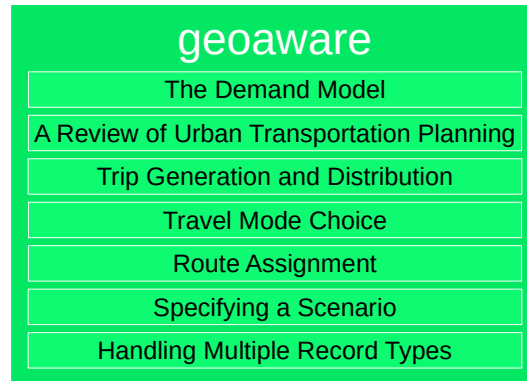 geoaware
The Demand Model
A Review of Urban Transportation Planning
Trip Generation and Distribution
Travel Mode Choice
Route Assignment
Specifying a Scenario
Handling Multiple Record Types